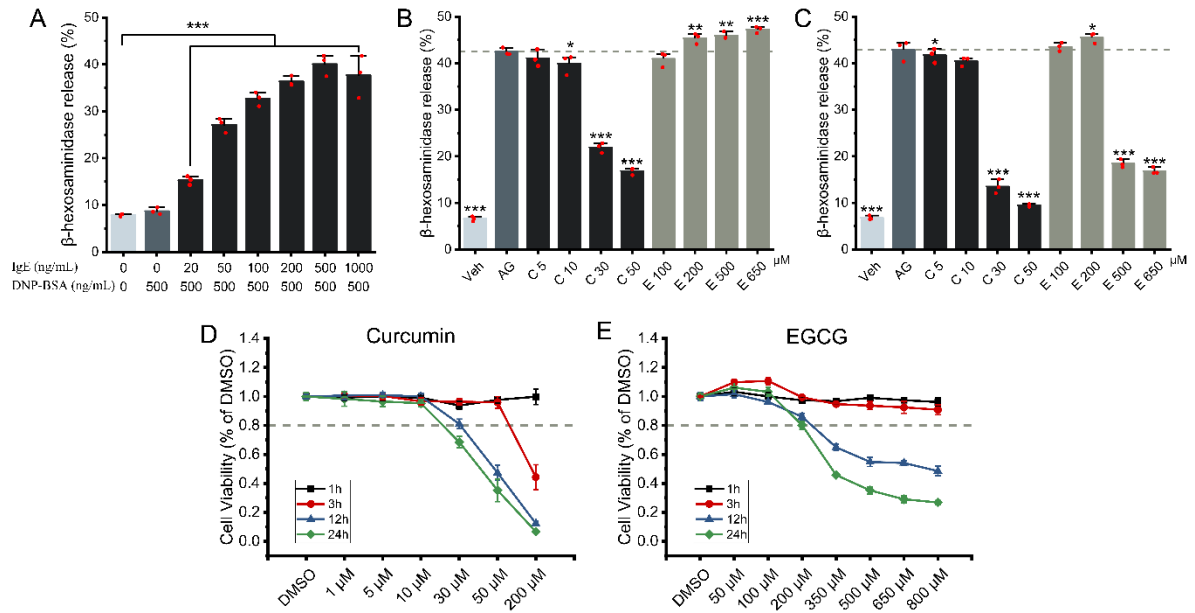 A
β-hexosaminidase release (%)
50
40
30
20
10
0
***
IgE (ng/mL) 0 0 20 50 100 200 500 1000
DNP-BSA (ng/mL) 0 500 500 500 500 500 500 500
B
β-hexosaminidase release (%)
50
40
30
20
10
0
*** * *** *** ** ** ***
Veh AG C 5 C 10 C 30 C 50 E 100 E 200 E 500 E 650 μM
C
β-hexosaminidase release (%)
50
40
30
20
10
0
*** * *** *** * *** ***
Veh AG C 5 C 10 C 30 C 50 E 100 E 200 E 500 E 650 μM
D
Curcumin
Cell Viability (% of DMSO)
1.4
1.2
1.0
0.8
0.6
0.4
0.2
0.0
1h
3h
12h
24h
DMSO 1 μM 5 μM 10 μM 30 μM 50 μM 200 μM
E
EGCG
Cell Viability (% of DMSO)
1.4
1.2
1.0
0.8
0.6
0.4
0.2
0.0
1h
3h
12h
24h
DMSO 50 μM 100 μM 200 μM 350 μM 500 μM 650 μM 800 μM